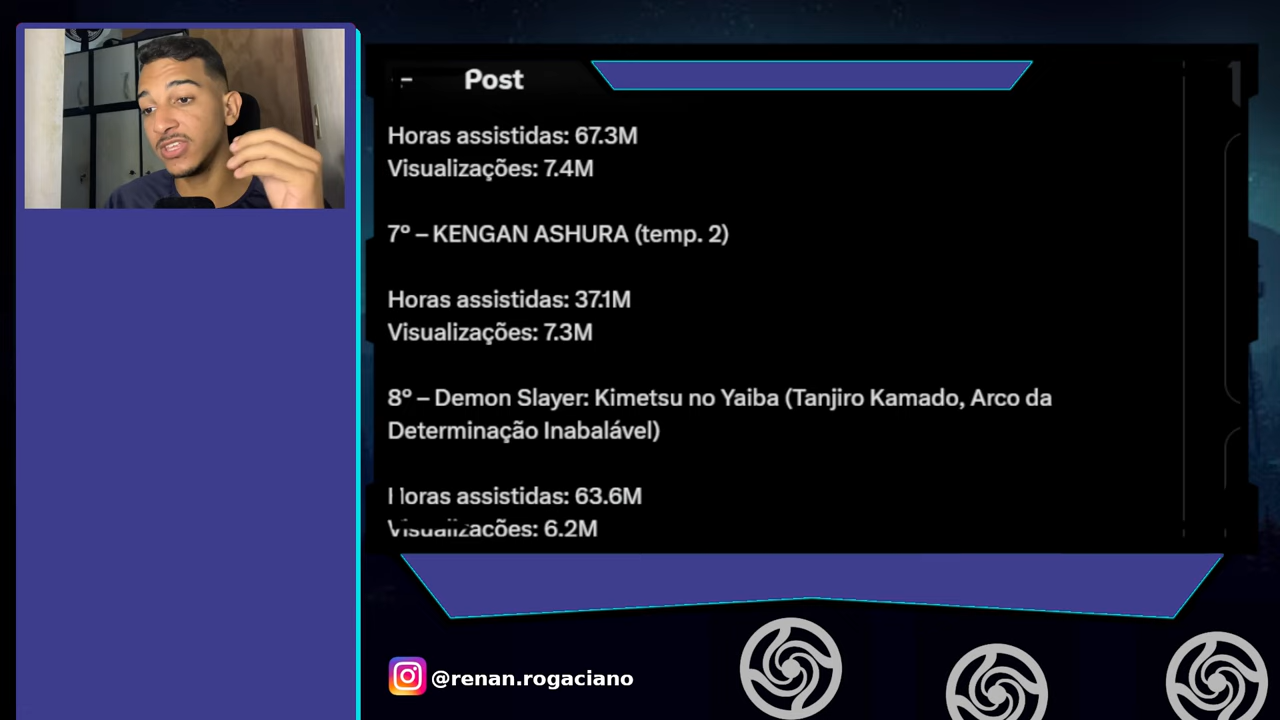 Post
Horas assistidas: 67.3M
Visualizações: 7.4M
7º – KENGAN ASHURA (temp. 2)
Horas assistidas: 37.1M
Visualizações: 7.3M
8º – Demon Slayer: Kimetsu no Yaiba (Tanjiro Kamado, Arco da
Determinação Inabalável)
Horas assistidas: 63.6M
Visualizações: 6.2M
@renan.rogaciano